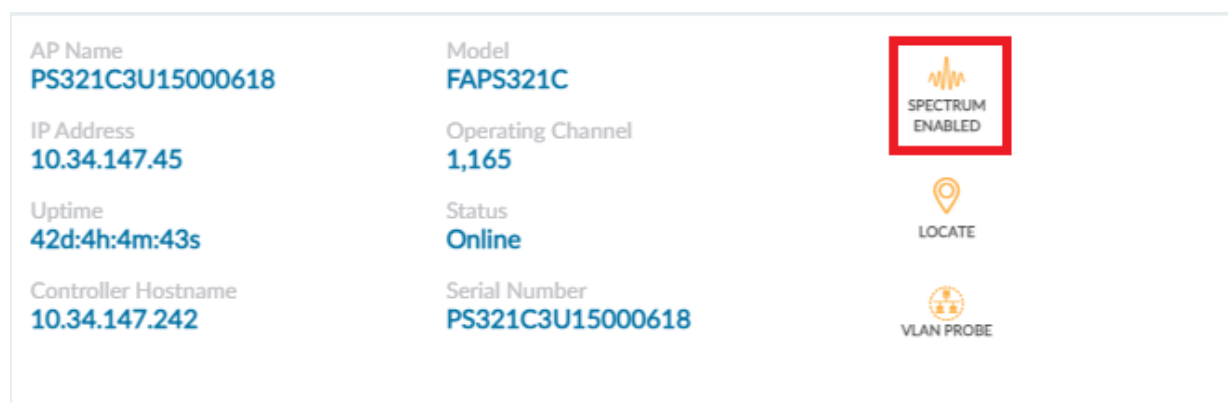 AP Name
PS321C3U15000618
Model
FAPS321C
SPECTRUM
ENABLED
IP Address
10.34.147.45
Operating Channel
1,165
LOCATE
Uptime
42d:4h:4m:43s
Status
Online
Controller Hostname
10.34.147.242
Serial Number
PS321C3U15000618
VLAN PROBE